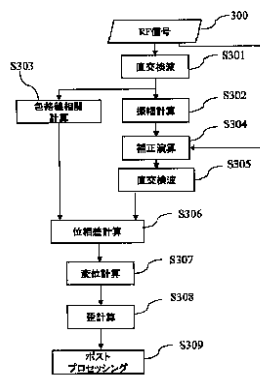 RF信号
300
直交検波
S301
S303
包絡線相関
計算
振幅計算
S302
補正演算
S304
直交検波
S305
位相差計算
S306
変位計算
S307
歪計算
S308
ポスト
プロセッシング
S309